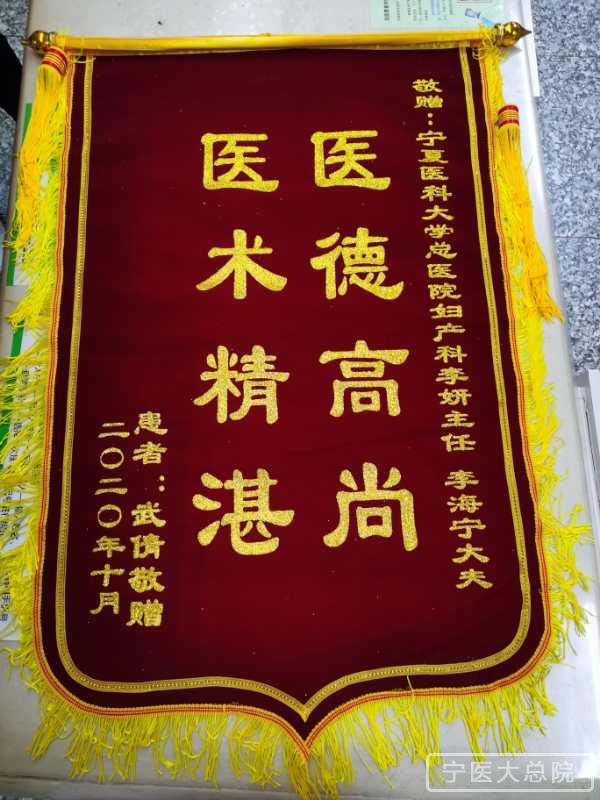 敬赠：宁夏医科大学总医院妇产科李妍主任 李海宁大夫
医德高尚
医术精湛
患者：武倩敬赠
二〇二〇年十月
宁医大总院